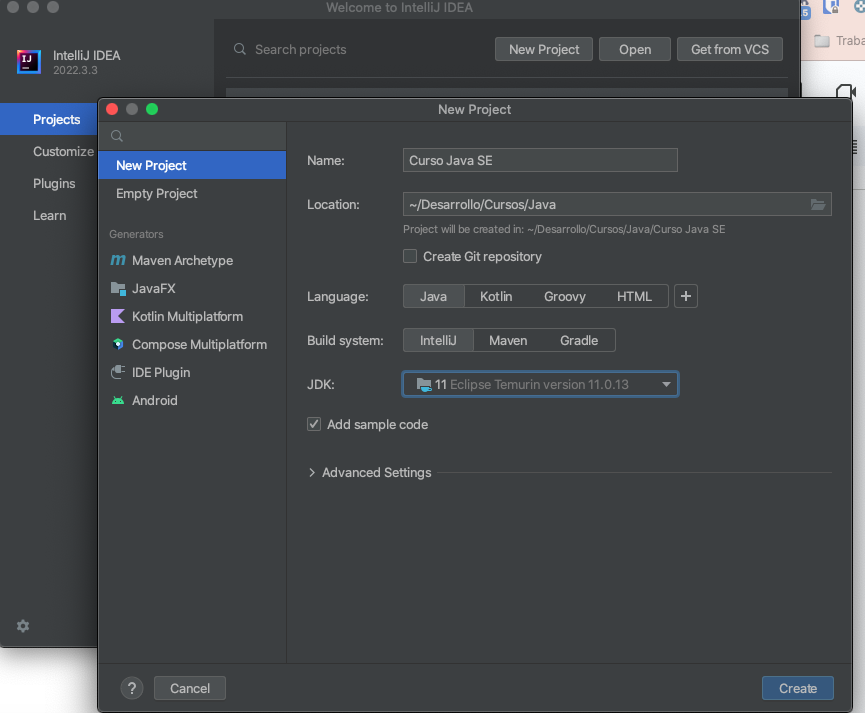 Welcome to IntelliJ IDEA
IntelliJ IDEA
2022.3.3
Search projects
New Project
Open
Get from VCS
Projects
Customize
Plugins
Learn
New Project
New Project
Empty Project
Generators
Maven Archetype
JavaFX
Kotlin Multiplatform
Compose Multiplatform
IDE Plugin
Android
Name: Curso Java SE
Location: ~/Desarrollo/Cursos/Java
Project will be created in: ~/Desarrollo/Cursos/Java/Curso Java SE
Create Git repository
Language: Java Kotlin Groovy HTML +
Build system: IntelliJ Maven Gradle
JDK: 11 Eclipse Temurin version 11.0.13
Add sample code
Advanced Settings
? Cancel Create